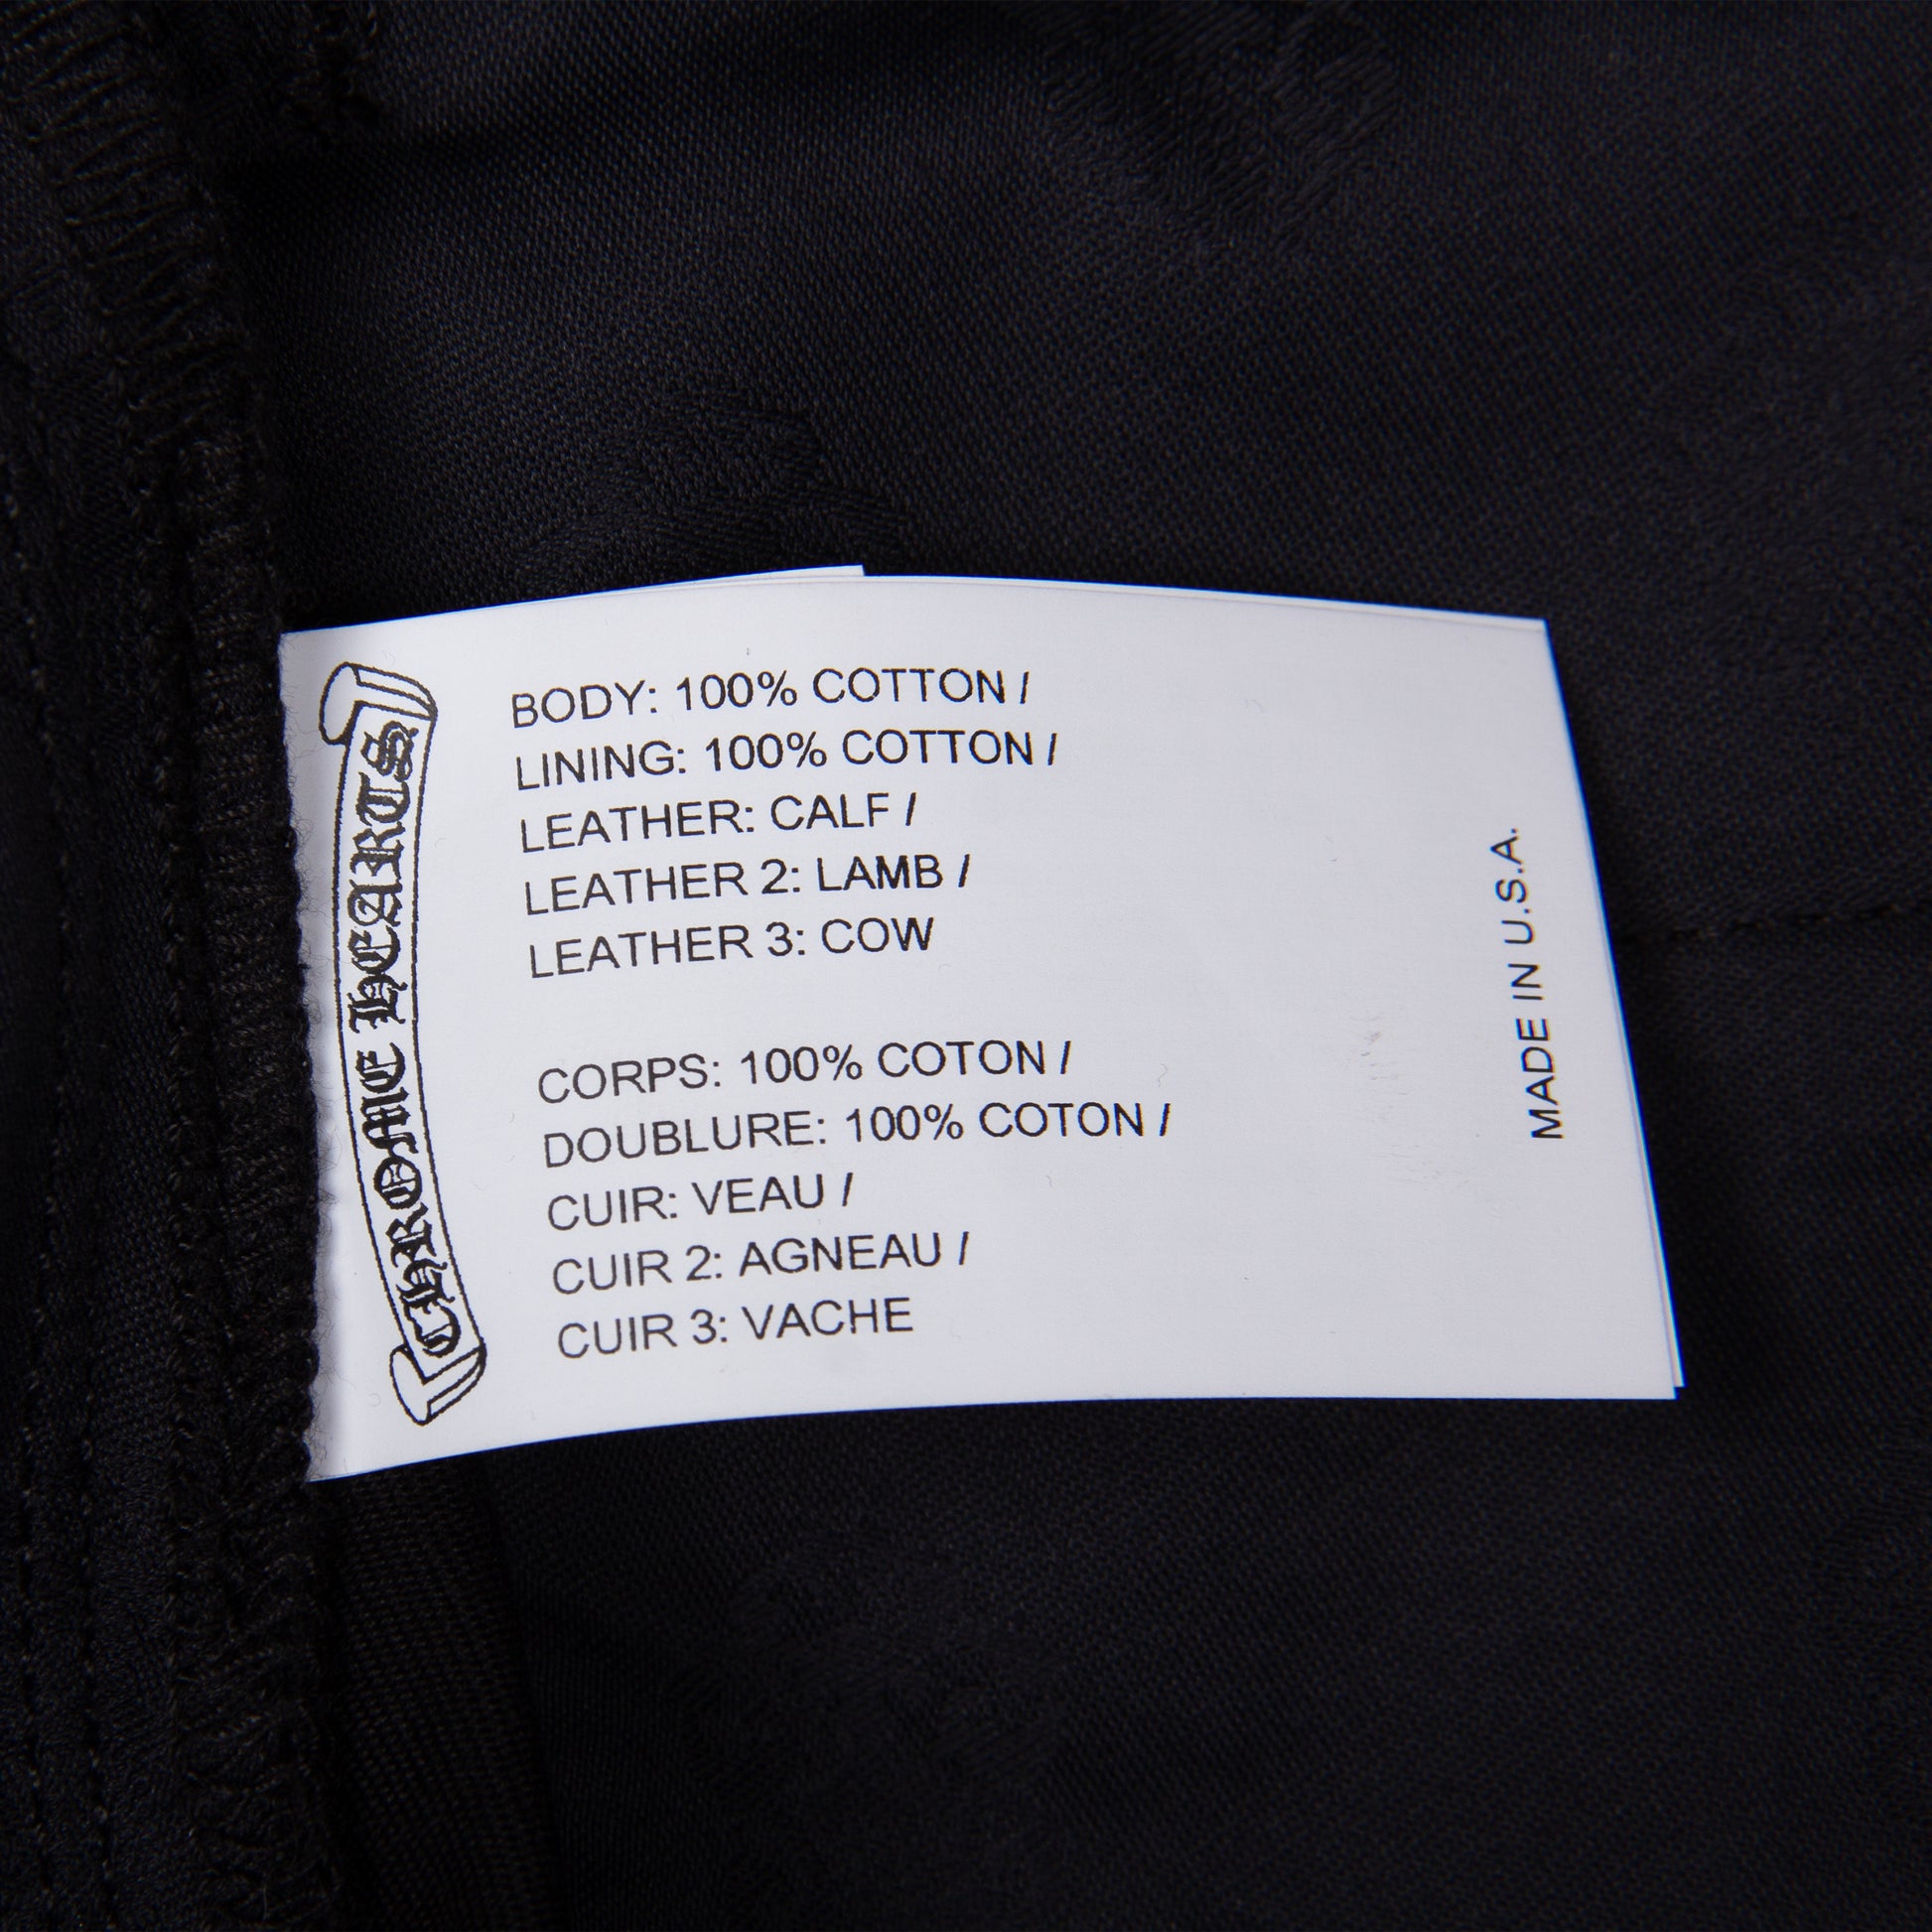 CHROME HEARTS
BODY: 100% COTTON /
LINING: 100% COTTON /
LEATHER: CALF /
LEATHER 2: LAMB /
LEATHER 3: COW
CORPS: 100% COTON /
DOUBLURE: 100% COTON /
CUIR: VEAU /
CUIR 2: AGNEAU /
CUIR 3: VACHE
MADE IN U.S.A.